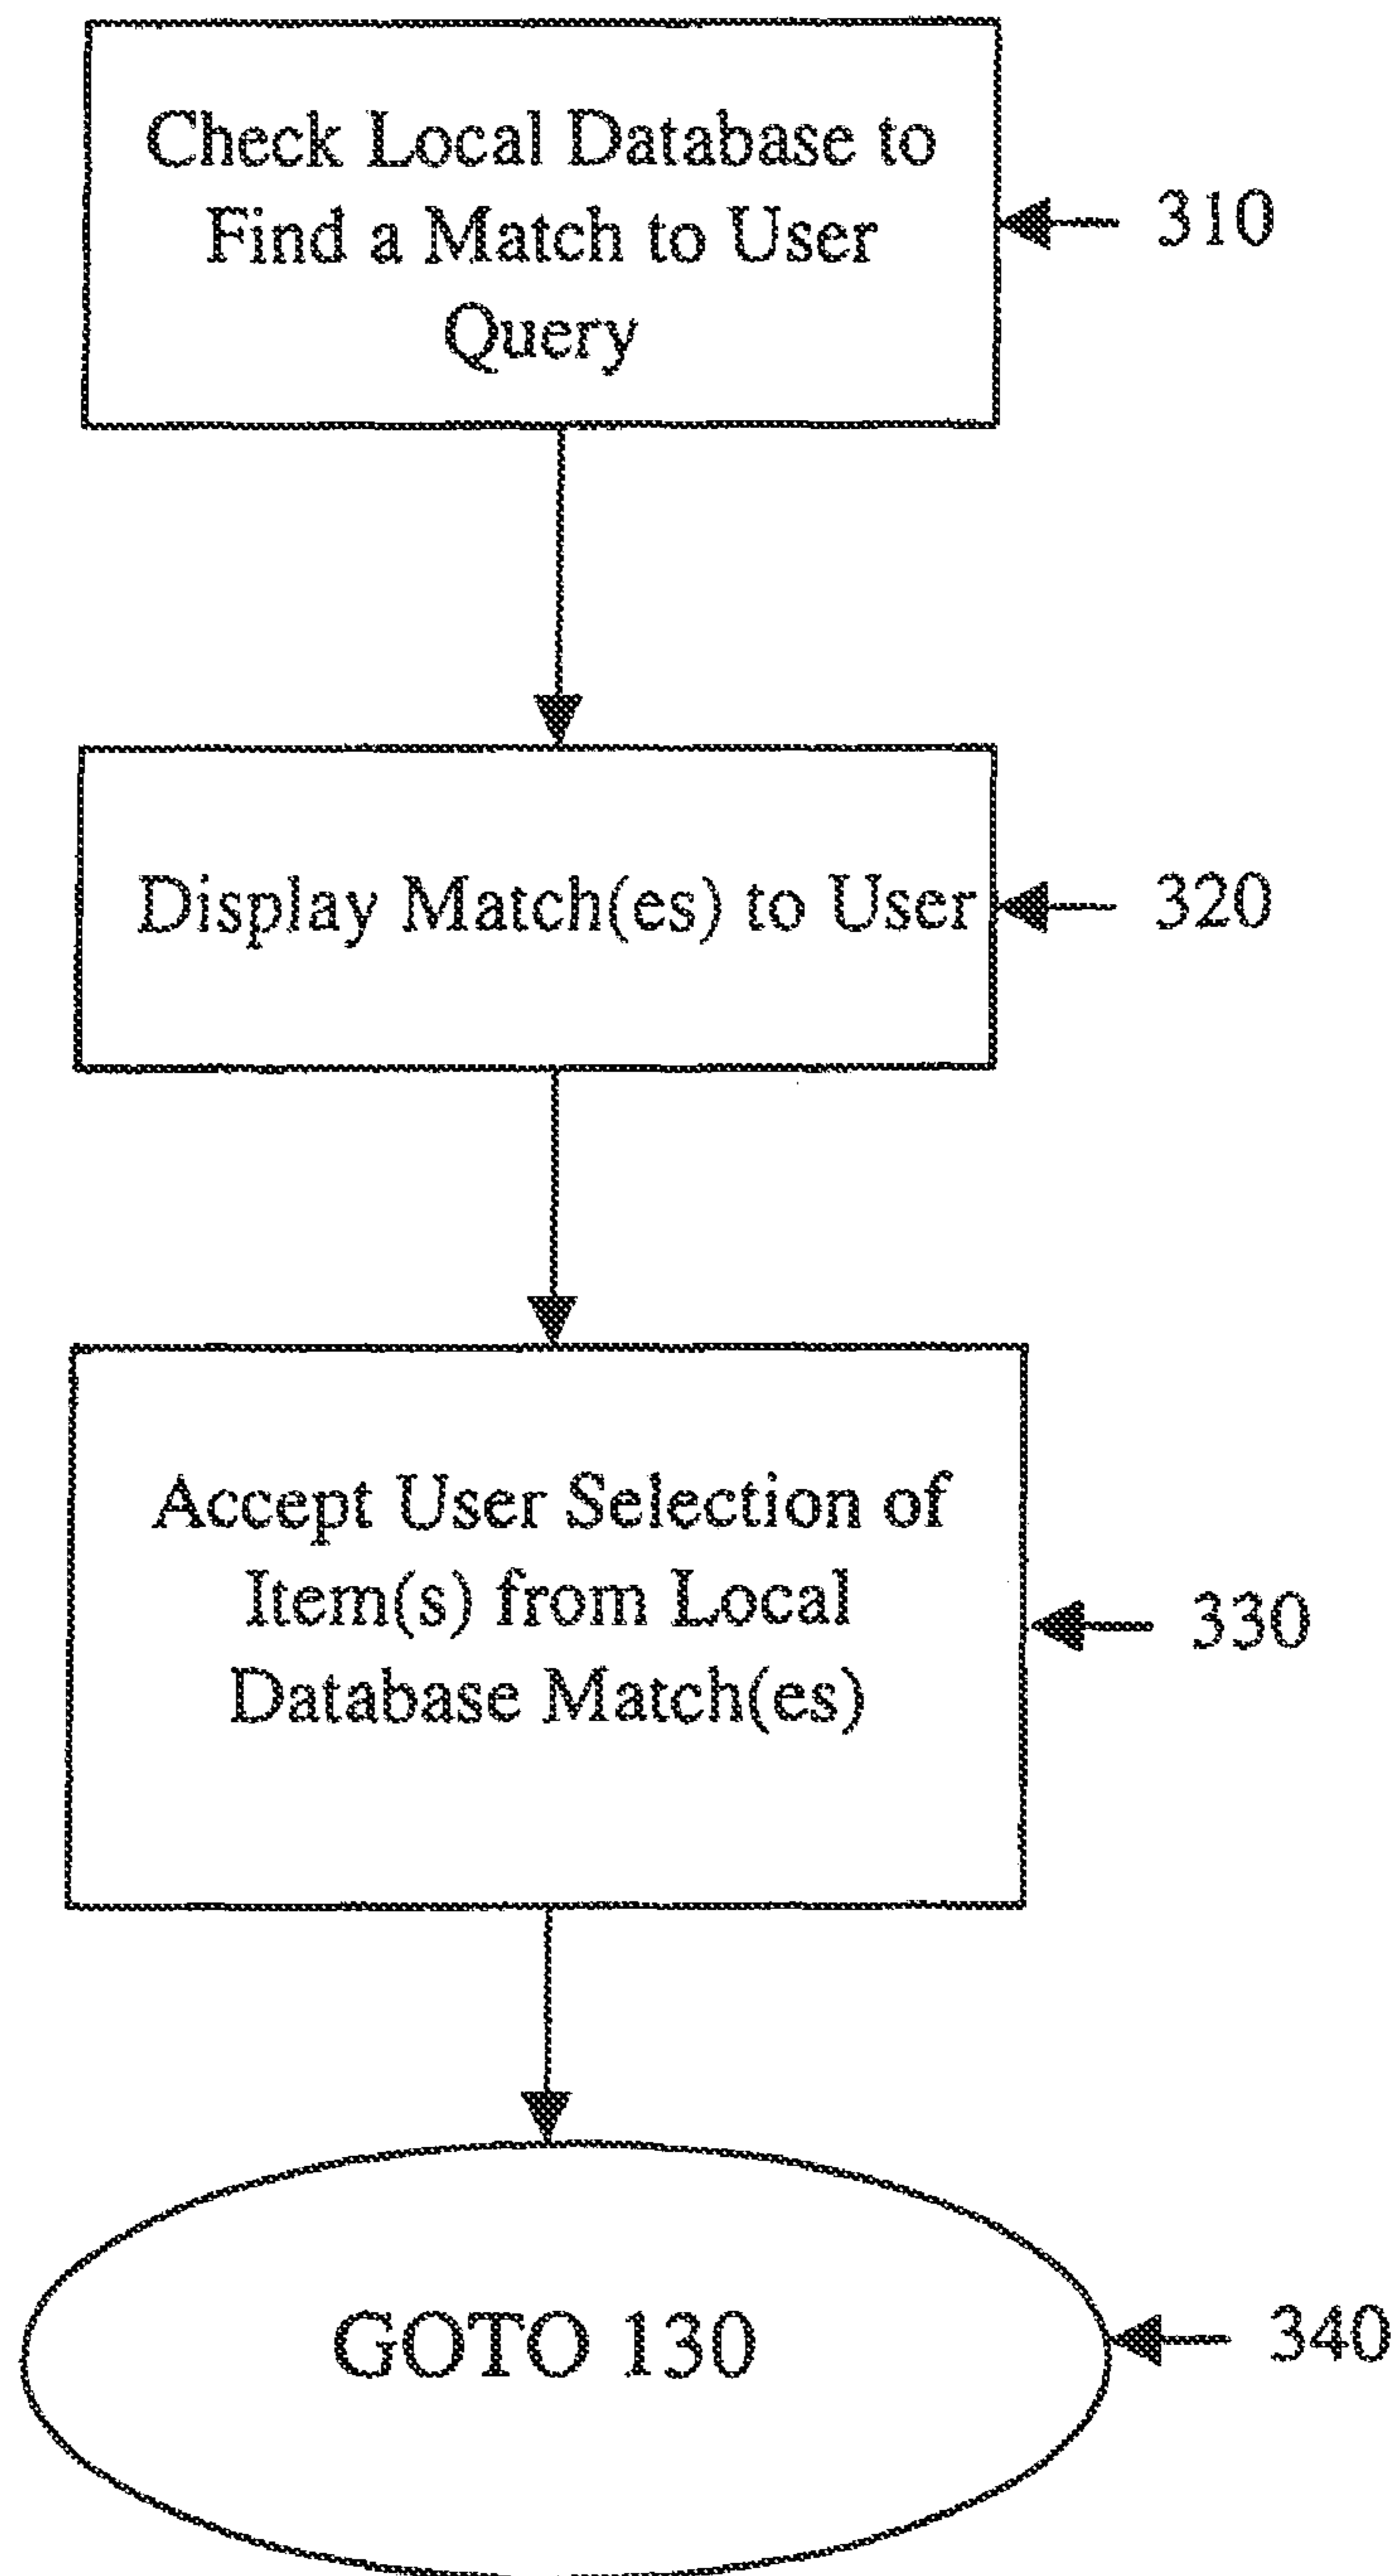 Check Local Database to
Find a Match to User
Query
310
Display Match(es) to User
320
Accept User Selection of
Item(s) from Local
Database Match(es)
330
GOTO 130
340